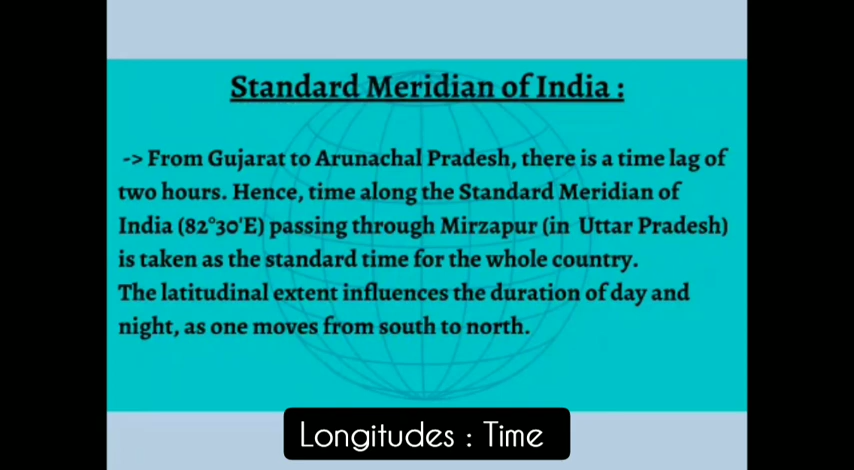 Standard Meridian of India :
-> From Gujarat to Arunachal Pradesh, there is a time lag of
two hours. Hence, time along the Standard Meridian of
India (82°30'E) passing through Mirzapur (in Uttar Pradesh)
is taken as the standard time for the whole country.
The latitudinal extent influences the duration of day and
night, as one moves from south to north.
Longitudes : Time